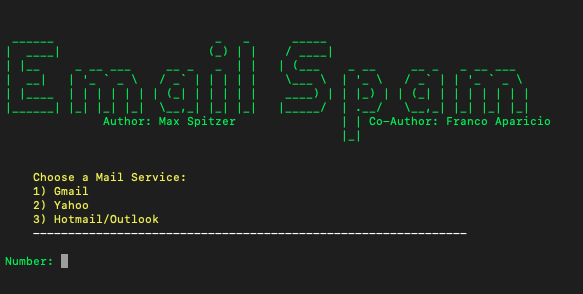 Email Spam
Author: Max Spitzer Co-Author: Franco Aparicio
Choose a Mail Service:
1) Gmail
2) Yahoo
3) Hotmail/Outlook
Number: